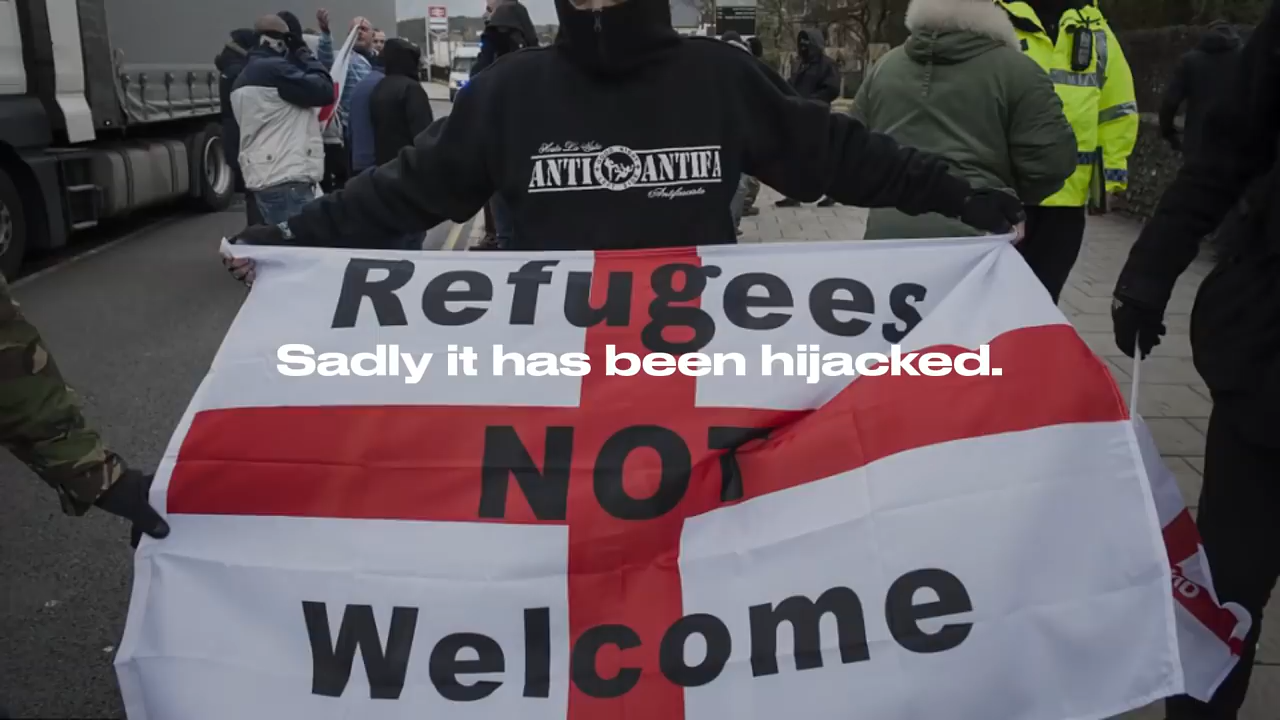 ANTI ANTIFA
Refugees
Sadly it has been hijacked.
NOT
Welcome